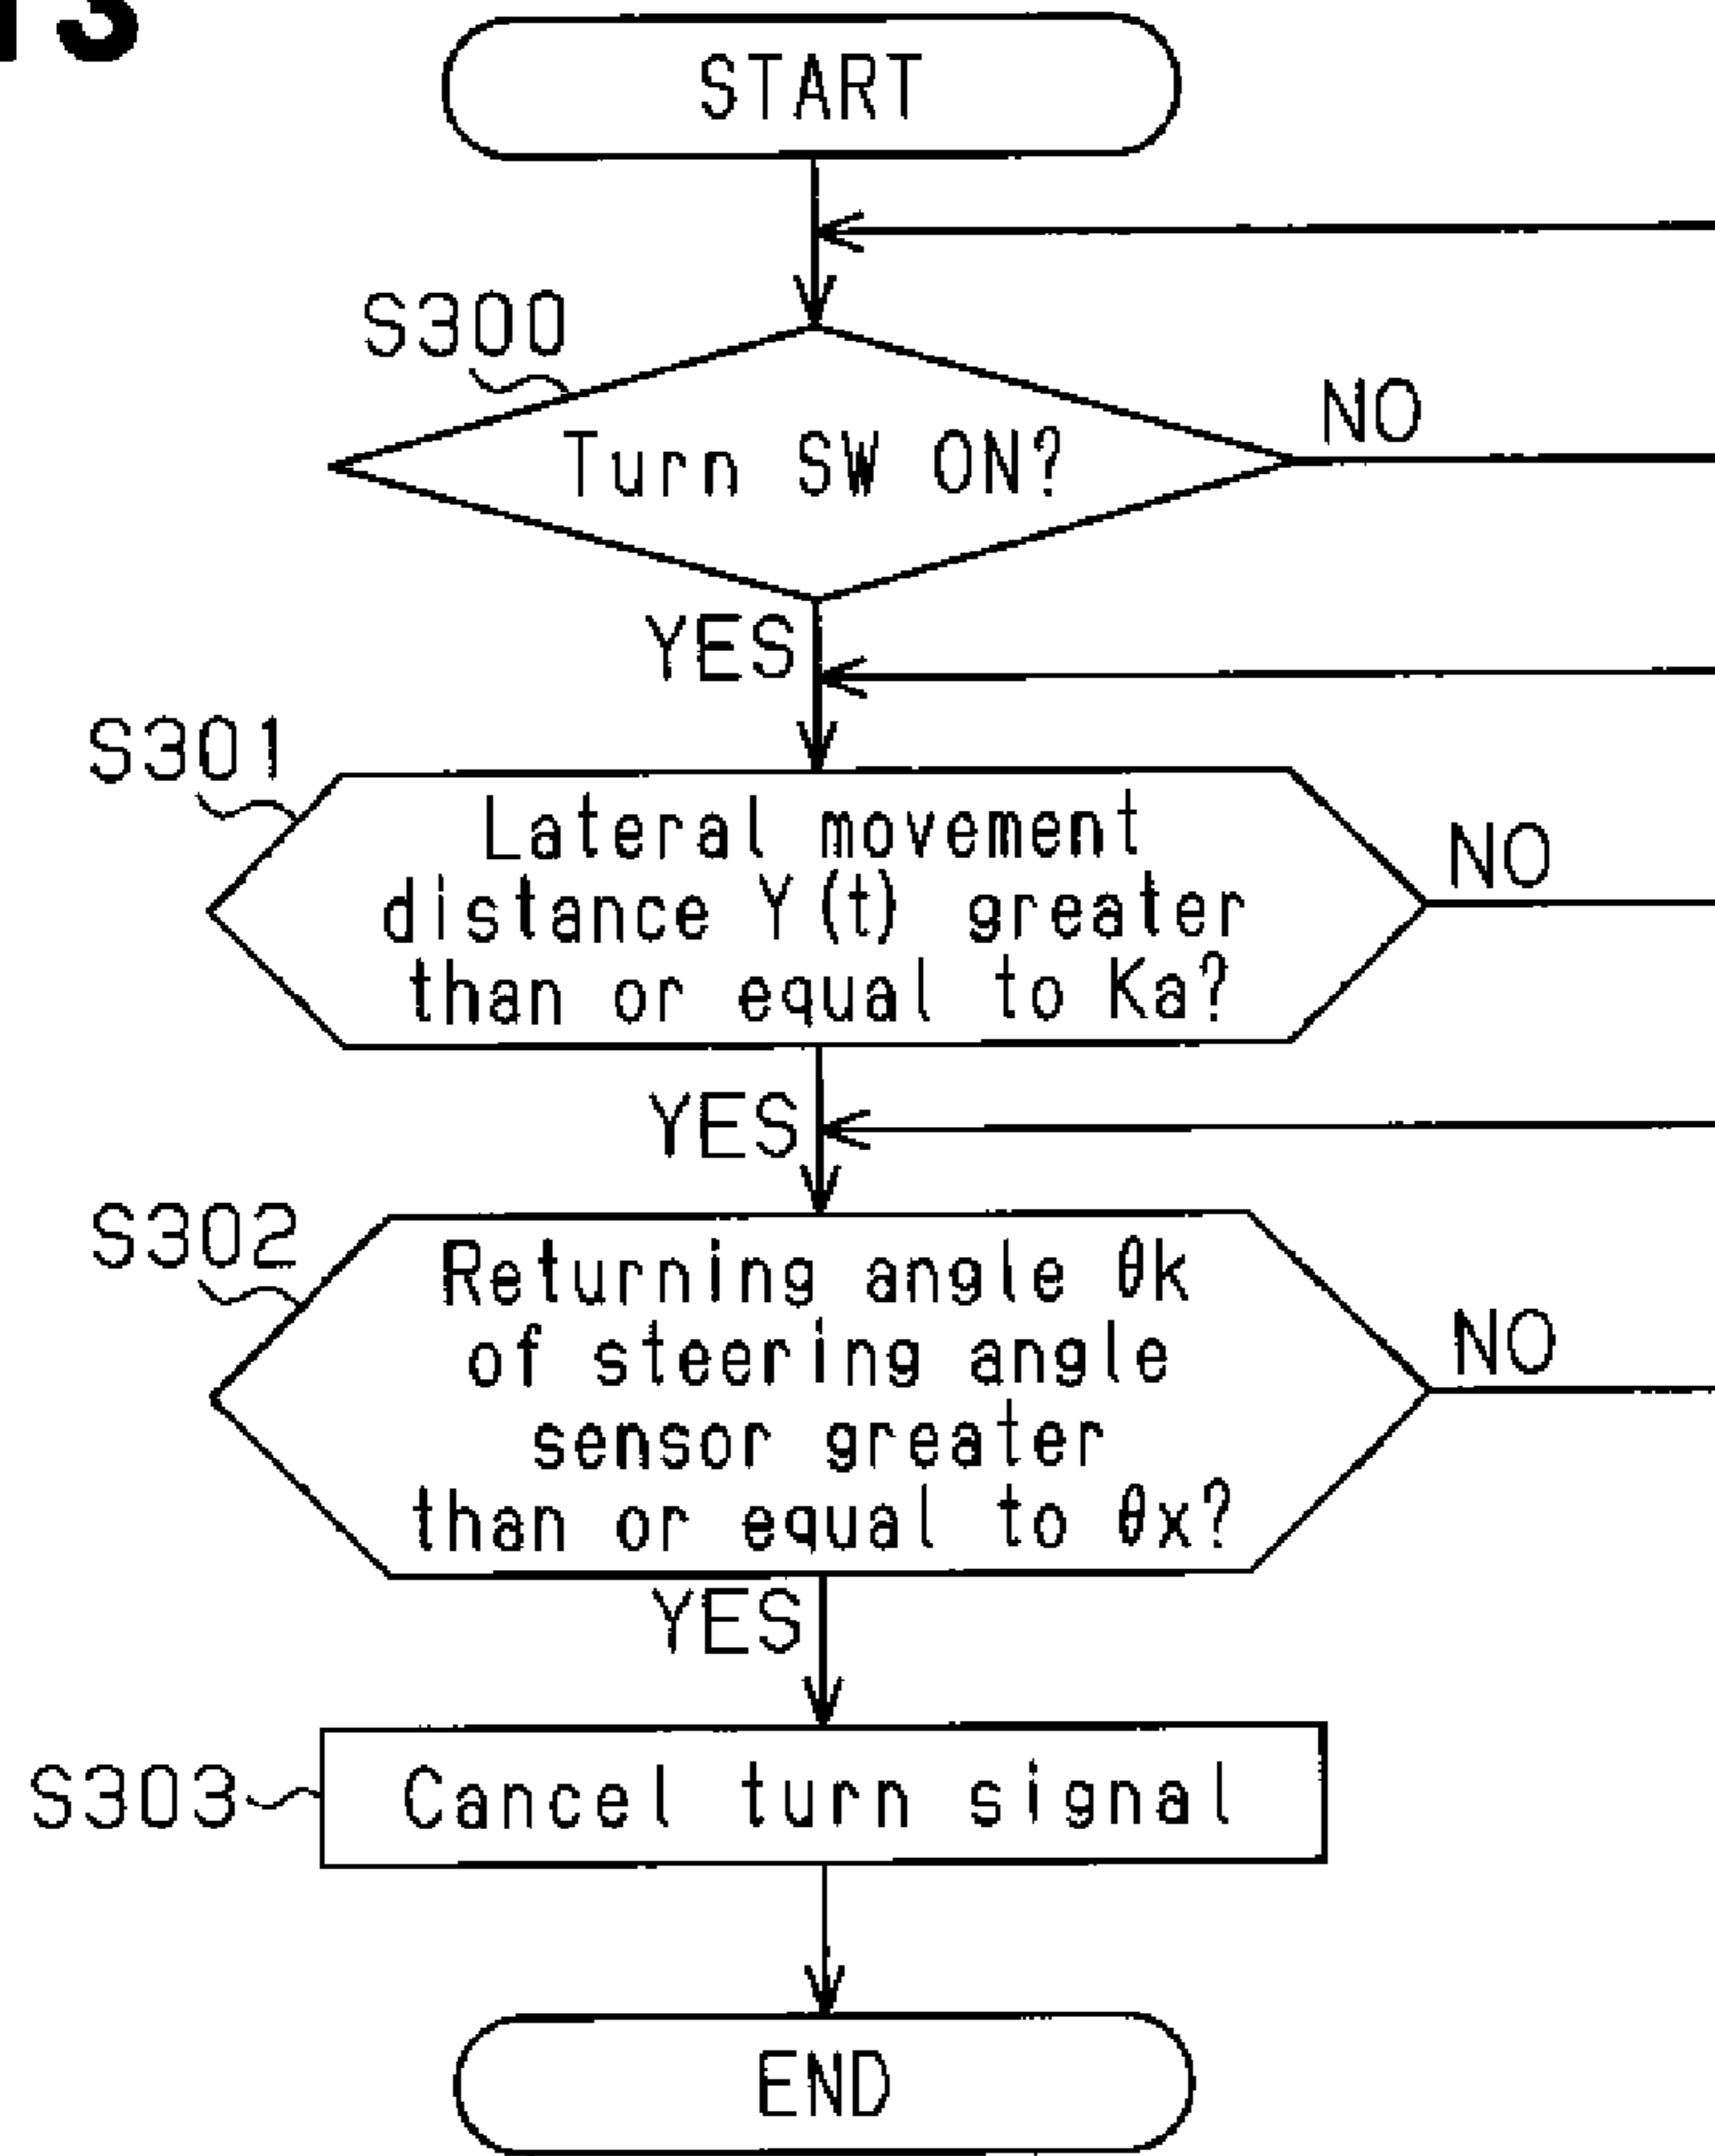 13
START
S300
Turn SW ON?
NO
YES
S301
Lateral movement
distance Y(t) greater
than or equal to Ka?
NO
YES
S302
Returning angle θk
of steering angle
sensor greater
than or equal to θx?
NO
YES
S303
Cancel turn signal
END